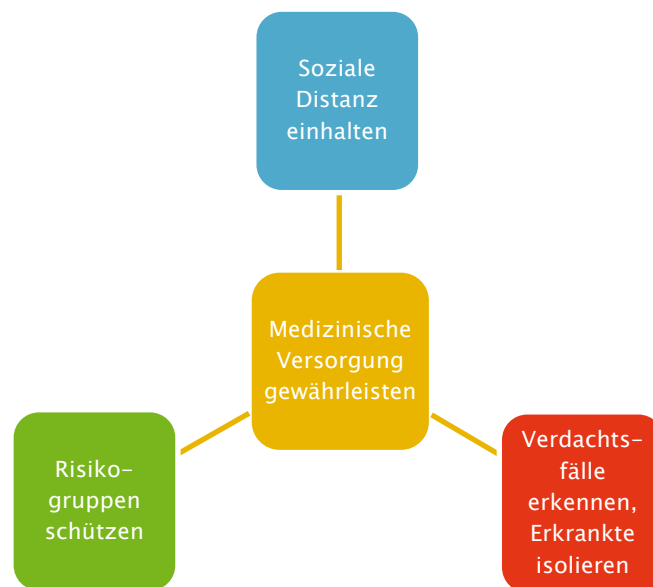 Soziale
Distanz
einhalten
Medizinische
Versorgung
gewährleisten
Risiko-
gruppen
schützen
Verdachts-
fälle
erkennen,
Erkrankte
isolieren